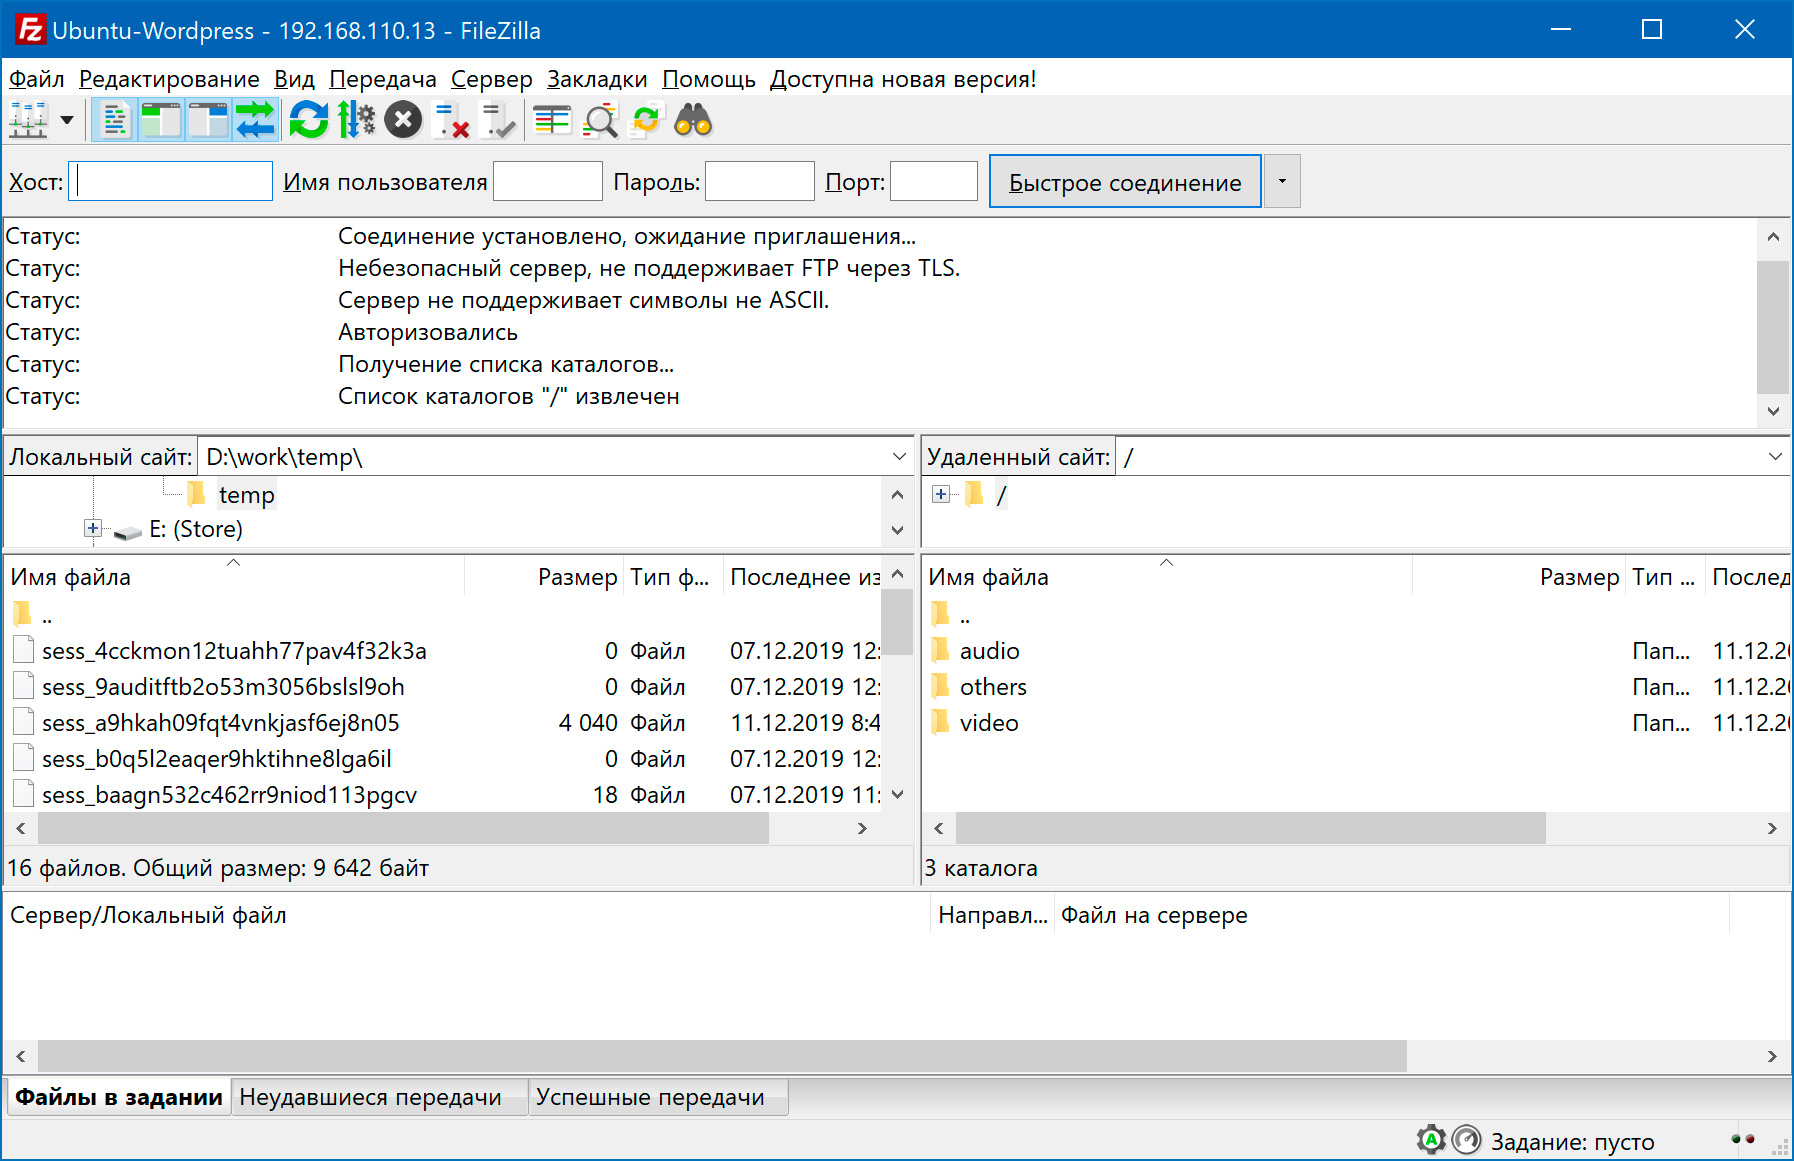 Ubuntu-Wordpress - 192.168.110.13 - FileZilla
Файл Редактирование Вид Передача Сервер Закладки Помощь Доступна новая версия!
Хост: Имя пользователя Пароль: Порт: Быстрое соединение
Статус: Соединение установлено, ожидание приглашения...
Статус: Небезопасный сервер, не поддерживает FTP через TLS.
Статус: Сервер не поддерживает символы не ASCII.
Статус: Авторизовались
Статус: Получение списка каталогов...
Статус: Список каталогов "/" извлечен
Локальный сайт: D:\work\temp\
temp
E: (Store)
Имя файла Размер Тип ф... Последнее из
..
sess_4cckmon12tuahh77pav4f32k3a 0 Файл 07.12.2019 12:
sess_9auditftb2o53m3056bslsl9oh 0 Файл 07.12.2019 12:
sess_a9hkah09fqt4vnkjasf6ej8n05 4 040 Файл 11.12.2019 8:4
sess_b0q5l2eaqer9hktihne8lga6il 0 Файл 07.12.2019 12:
sess_baagn532c462rr9niod113pgcv 18 Файл 07.12.2019 11:
16 файлов. Общий размер: 9 642 байт
Удаленный сайт: /
/
Имя файла Размер Тип ... Послед
..
audio Пап... 11.12.20
others Пап... 11.12.20
video Пап... 11.12.20
3 каталога
Сервер/Локальный файл Направл... Файл на сервере
Файлы в задании Неудавшиеся передачи Успешные передачи
Задание: пусто